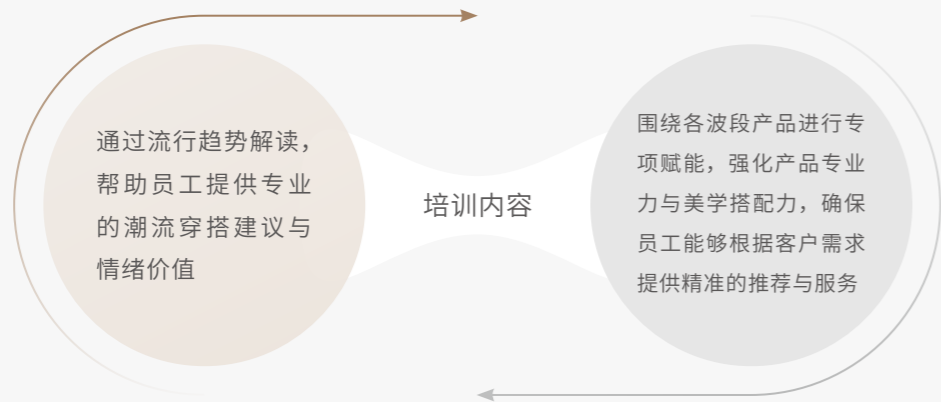 通过流行趋势解读，
帮助员工提供专业
的潮流穿搭建议与
情绪价值
培训内容
围绕各波段产品进行专
项赋能，强化产品专业
力与美学搭配力，确保
员工能够根据客户需求
提供精准的推荐与服务